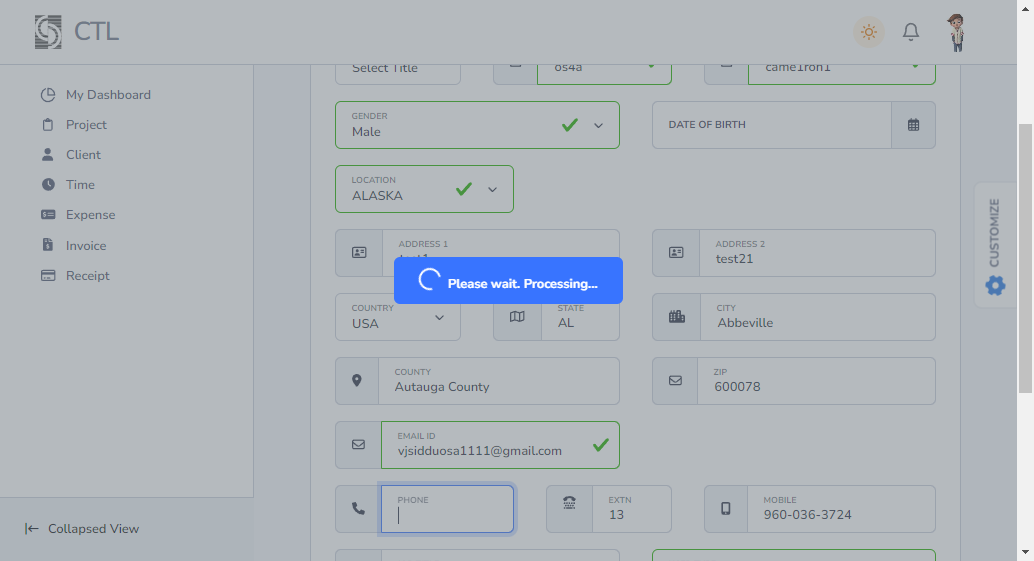 CTL
My Dashboard
Project
Client
Time
Expense
Invoice
Receipt
Collapsed View
Select Title
os4a
came1ron1
GENDER
Male
DATE OF BIRTH
LOCATION
ALASKA
ADDRESS 1
ADDRESS 2
test21
Please wait. Processing...
COUNTRY
USA
STATE
AL
CITY
Abbeville
COUNTY
Autauga County
ZIP
600078
EMAIL ID
vjsidduosa1111@gmail.com
PHONE
EXTN
13
MOBILE
960-036-3724
CUSTOMIZE